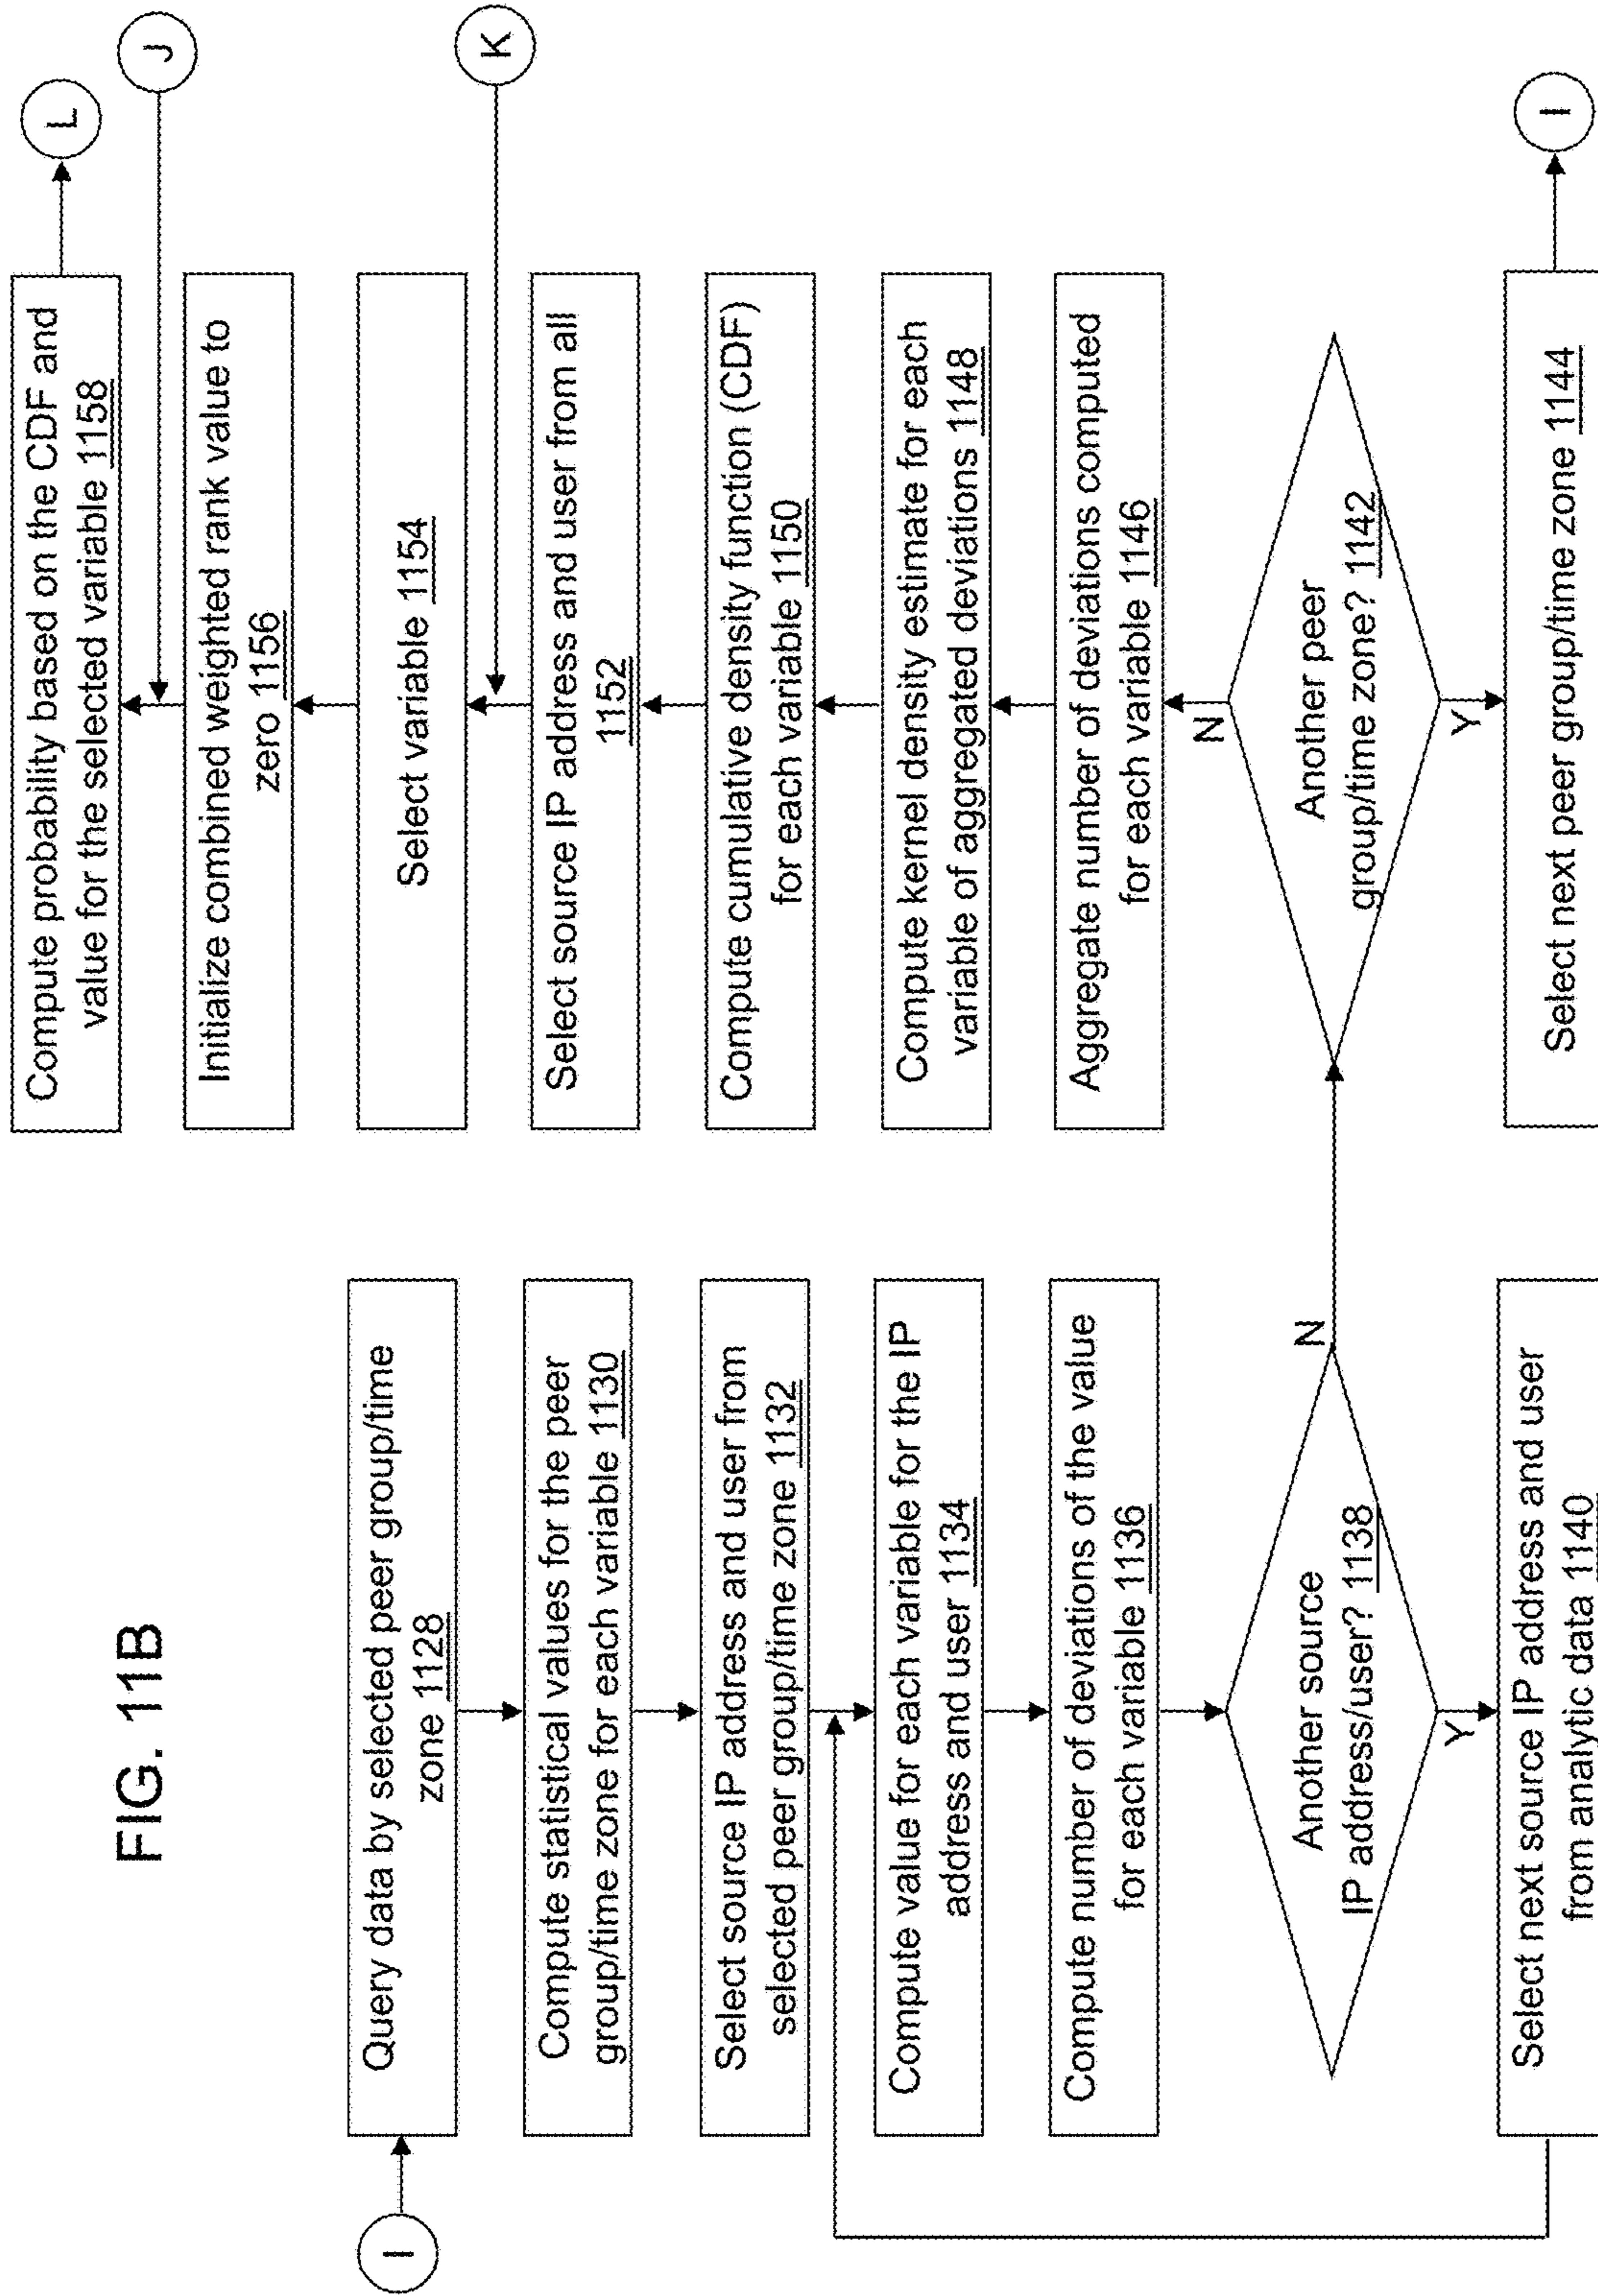 FIG. 11B
I
Query data by selected peer group/time
zone 1128
Compute statistical values for the peer
group/time zone for each variable 1130
Select source IP address and user from
selected peer group/time zone 1132
Compute value for each variable for the IP
address and user 1134
Compute number of deviations of the value
for each variable 1136
Another source
IP address/user? 1138
N
Y
Select next source IP address and user
from analytic data 1140
Compute probability based on the CDF and
value for the selected variable 1158
L
J
Initialize combined weighted rank value to
zero 1156
Select variable 1154
K
Select source IP address and user from all
1152
Compute cumulative density function (CDF)
for each variable 1150
Compute kernel density estimate for each
variable of aggregated deviations 1148
Aggregate number of deviations computed
for each variable 1146
N
Another peer
group/time zone? 1142
Y
Select next peer group/time zone 1144
I